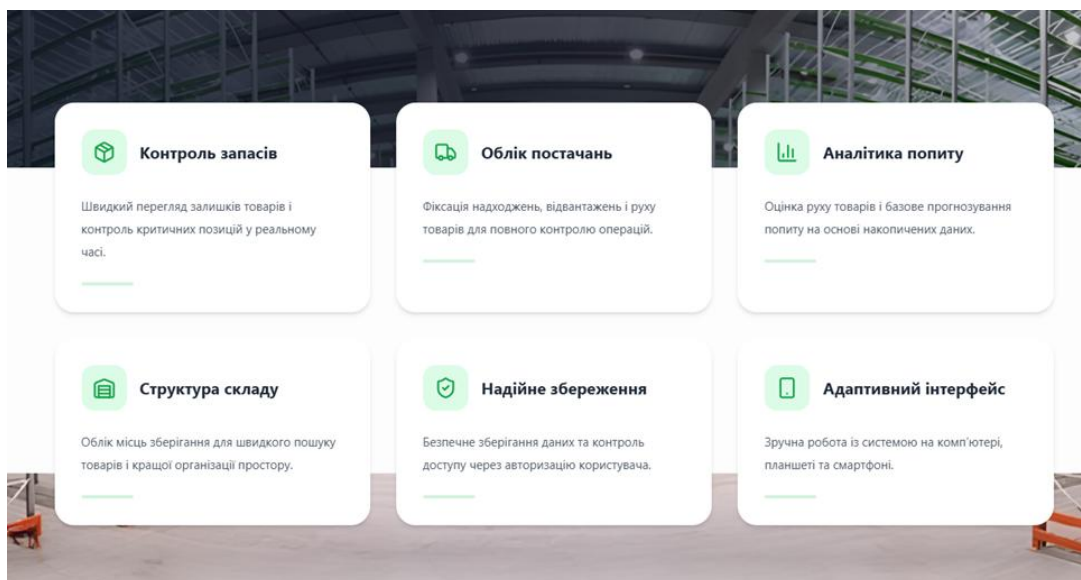 Контроль запасів
Швидкий перегляд залишків товарів і
контроль критичних позицій у реальному
часі.
Облік постачань
Фіксація надходжень, відвантажень і руху
товарів для повного контролю операцій.
Аналітика попиту
Оцінка руху товарів і базове прогнозування
попиту на основі накопичених даних.
Структура складу
Облік місць зберігання для швидкого пошуку
товарів і кращої організації простору.
Надійне збереження
Безпечне зберігання даних та контроль
доступу через авторизацію користувача.
Адаптивний інтерфейс
Зручна робота із системою на комп'ютері,
планшеті та смартфоні.